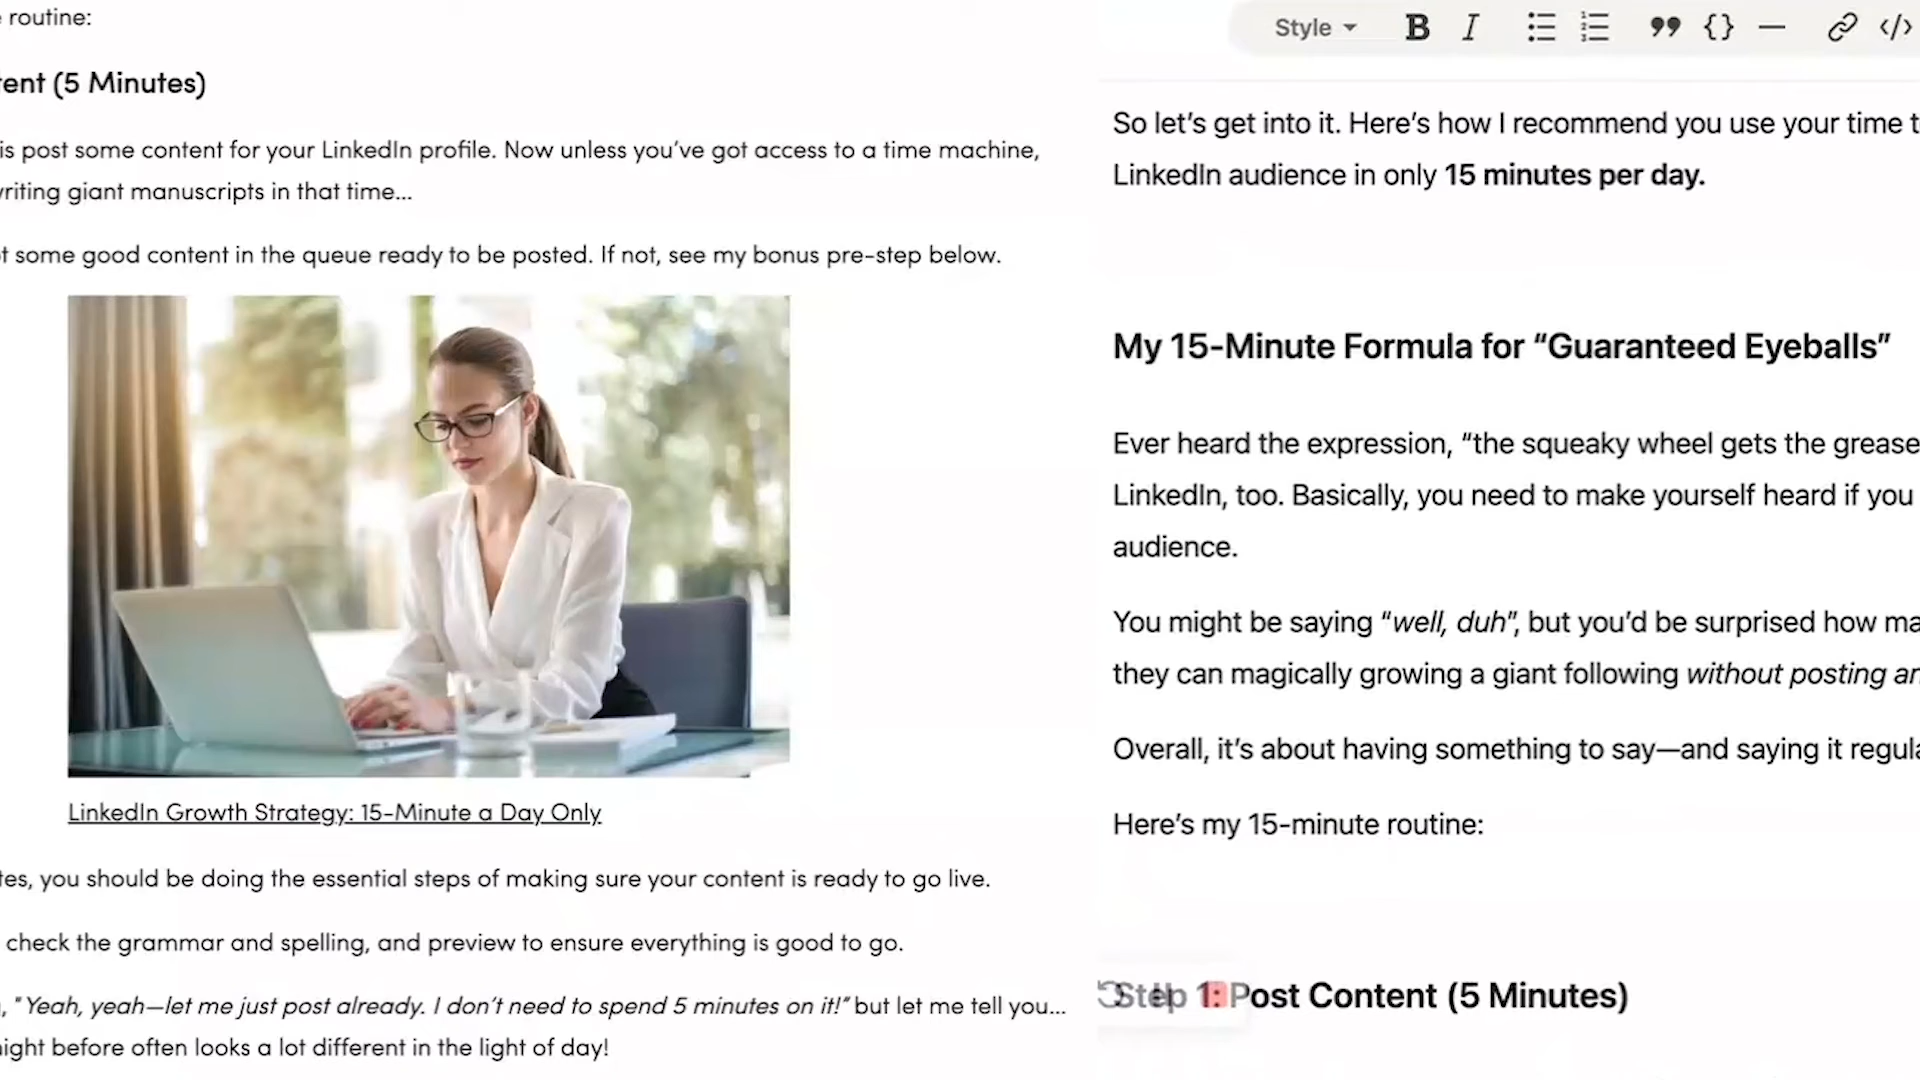 routine:
ent (5 Minutes)
is post some content for your LinkedIn profile. Now unless you've got access to a time machine,
writing giant manuscripts in that time...
some good content in the queue ready to be posted. If not, see my bonus pre-step below.
LinkedIn Growth Strategy: 15-Minute a Day Only
tes, you should be doing the essential steps of making sure your content is ready to go live.
check the grammar and spelling, and preview to ensure everything is good to go.
, "Yeah, yeah—let me just post already. I don't need to spend 5 minutes on it!" but let me tell you...
ight before often looks a lot different in the light of day!
Style
So let's get into it. Here's how I recommend you use your time t
LinkedIn audience in only 15 minutes per day.
My 15-Minute Formula for "Guaranteed Eyeballs"
Ever heard the expression, "the squeaky wheel gets the grease
LinkedIn, too. Basically, you need to make yourself heard if you
audience.
You might be saying "well, duh", but you'd be surprised how ma
they can magically growing a giant following without posting an
Overall, it's about having something to say—and saying it regula
Here's my 15-minute routine:
Step 1: Post Content (5 Minutes)